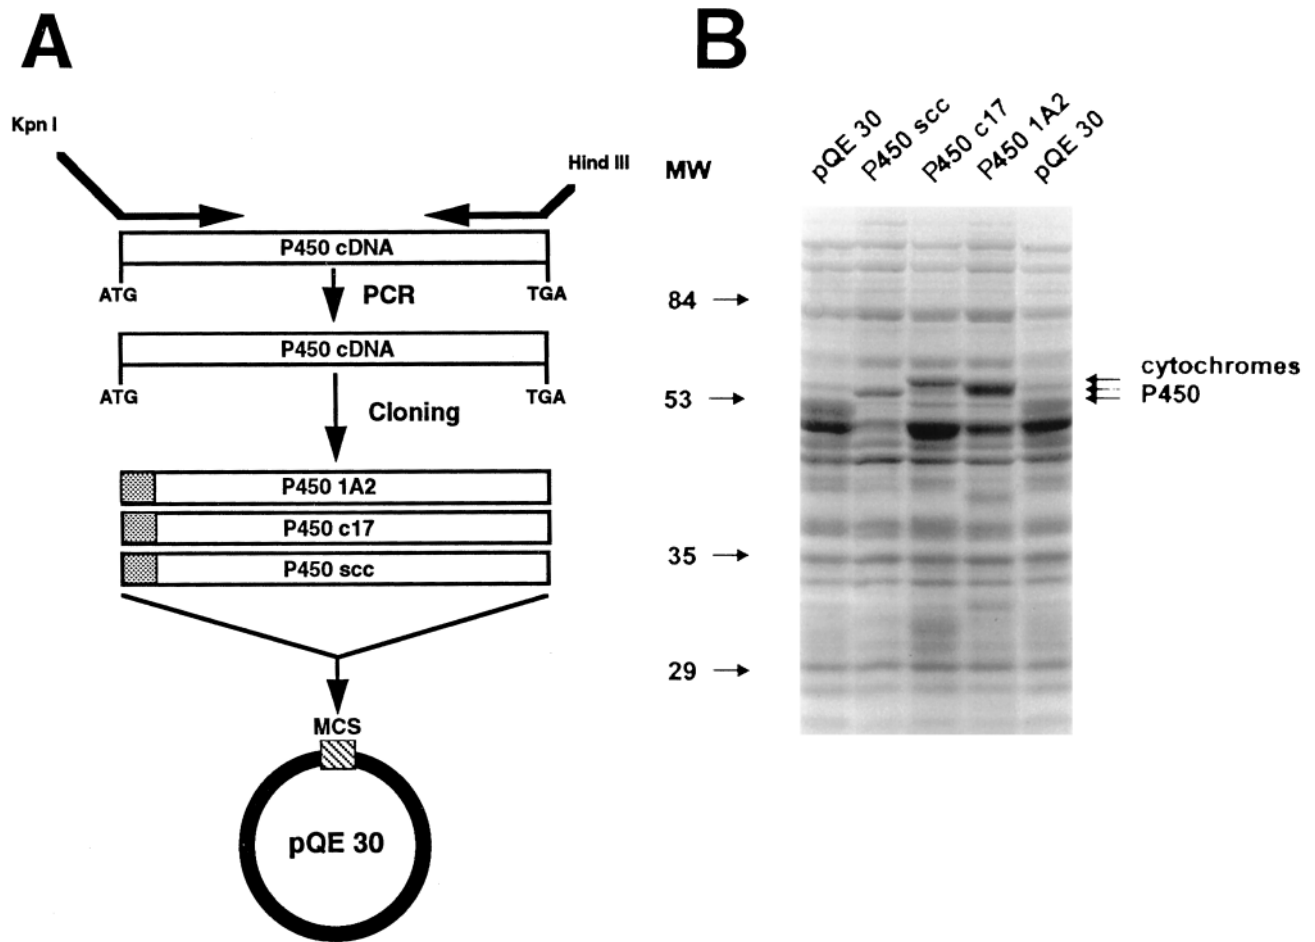 A
Kpn I
Hind III
P450 cDNA
ATG
TGA
PCR
P450 cDNA
ATG
TGA
Cloning
P450 1A2
P450 c17
P450 scc
MCS
pQE 30
B
MW
pQE 30
P450 scc
P450 c17
P450 1A2
pQE 30
84
53
35
29
cytochromes
P450